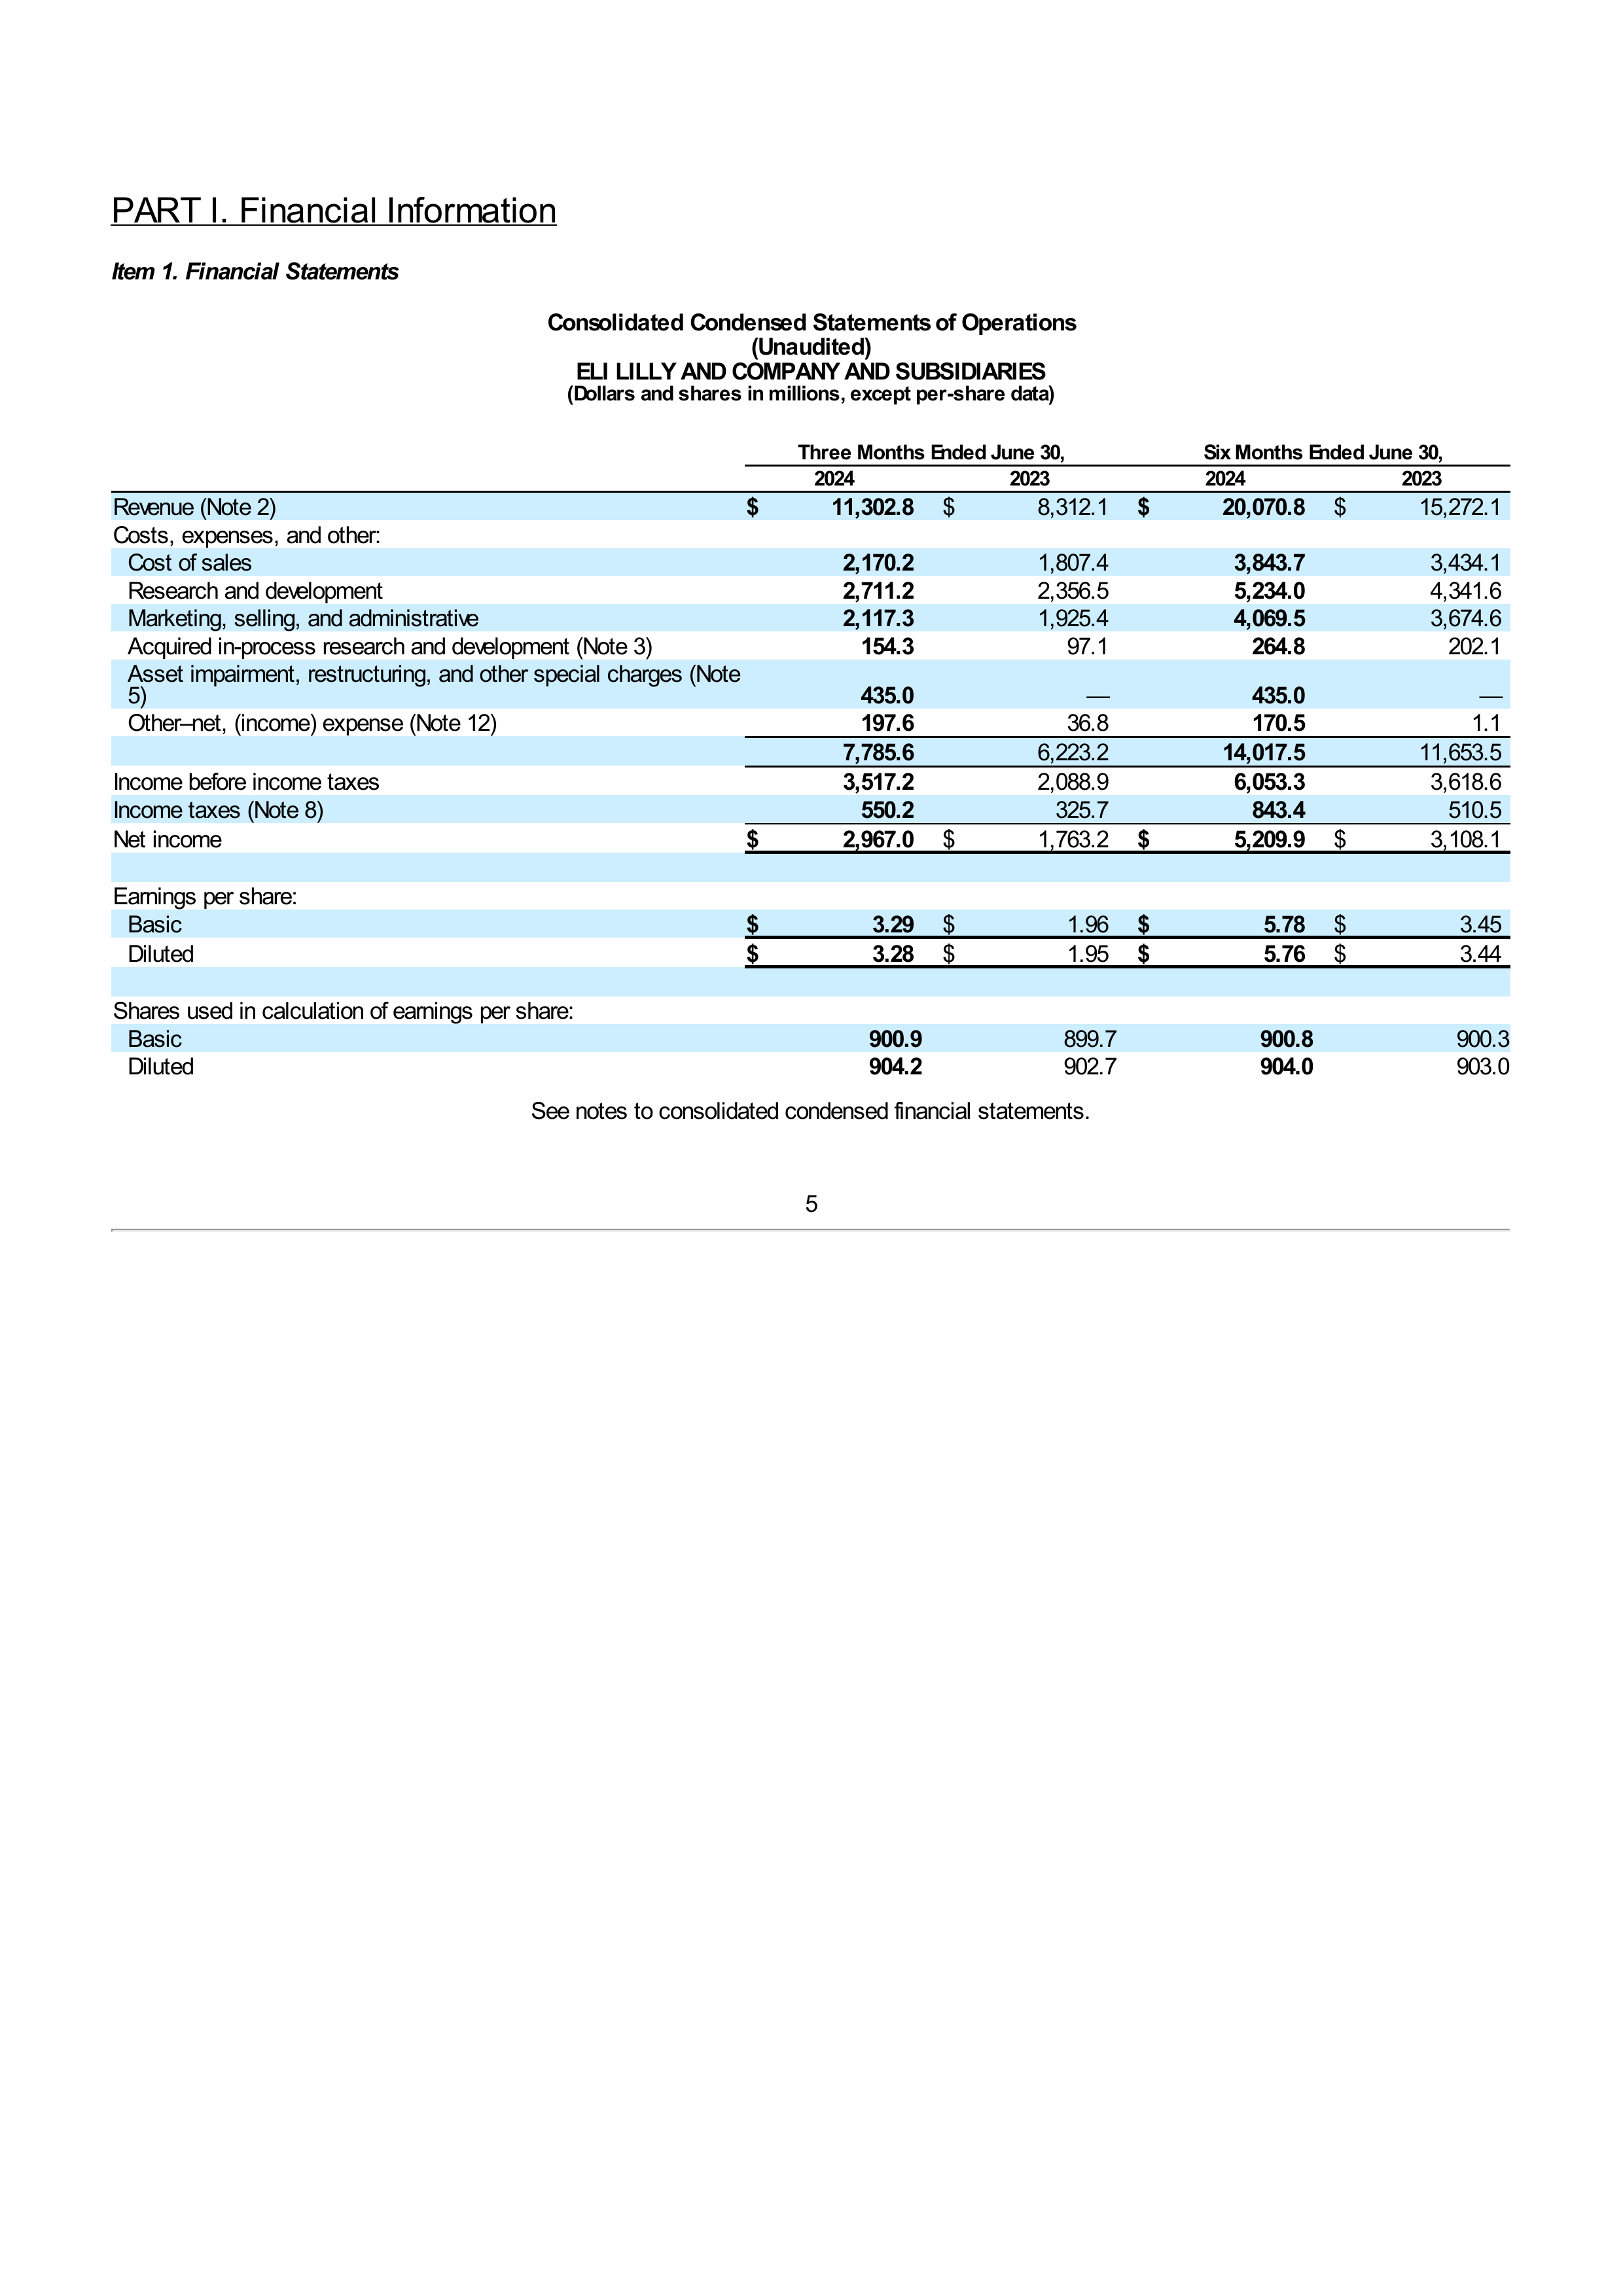 PART I. Financial Information
Item 1. Financial Statements
Consolidated Condensed Statements of Operations
(Unaudited)
ELI LILLY AND COMPANY AND SUBSIDIARIES
(Dollars and shares in millions, except per-share data)
Three Months Ended June 30, Six Months Ended June 30,
2024 2023 2024 2023
Revenue (Note 2) $ 11,302.8 $ 8,312.1 $ 20,070.8 $ 15,272.1
Costs, expenses, and other:
Cost of sales 2,170.2 1,807.4 3,843.7 3,434.1
Research and development 2,711.2 2,356.5 5,234.0 4,341.6
Marketing, selling, and administrative 2,117.3 1,925.4 4,069.5 3,674.6
Acquired in-process research and development (Note 3) 154.3 97.1 264.8 202.1
Asset impairment, restructuring, and other special charges (Note
5) 435.0 — 435.0 —
Other–net, (income) expense (Note 12) 197.6 36.8 170.5 1.1
7,785.6 6,223.2 14,017.5 11,653.5
Income before income taxes 3,517.2 2,088.9 6,053.3 3,618.6
Income taxes (Note 8) 550.2 325.7 843.4 510.5
Net income $ 2,967.0 $ 1,763.2 $ 5,209.9 $ 3,108.1
Earnings per share:
Basic $ 3.29 $ 1.96 $ 5.78 $ 3.45
Diluted $ 3.28 $ 1.95 $ 5.76 $ 3.44
Shares used in calculation of earnings per share:
Basic 900.9 899.7 900.8 900.3
Diluted 904.2 902.7 904.0 903.0
See notes to consolidated condensed financial statements.
5